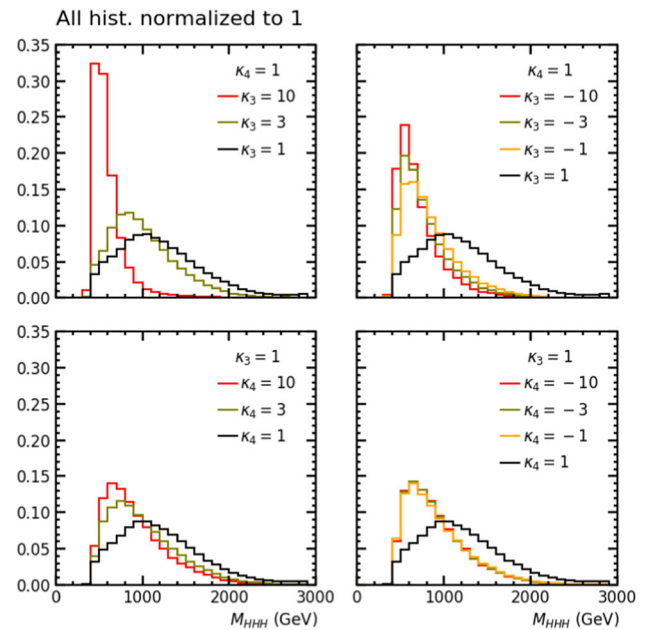 All hist. normalized to 1
0.35
0.30
0.25
0.20
0.15
0.10
0.05
0.00
κ₄ = 1
κ₃ = 10
κ₃ = 3
κ₃ = 1
κ₄ = 1
κ₃ = −10
κ₃ = −3
κ₃ = −1
κ₃ = 1
0.35
0.30
0.25
0.20
0.15
0.10
0.05
0.00
κ₃ = 1
κ₄ = 10
κ₄ = 3
κ₄ = 1
κ₃ = 1
κ₄ = −10
κ₄ = −3
κ₄ = −1
κ₄ = 1
0 1000 2000 3000
0 1000 2000 3000
M_HHH (GeV)
M_HHH (GeV)